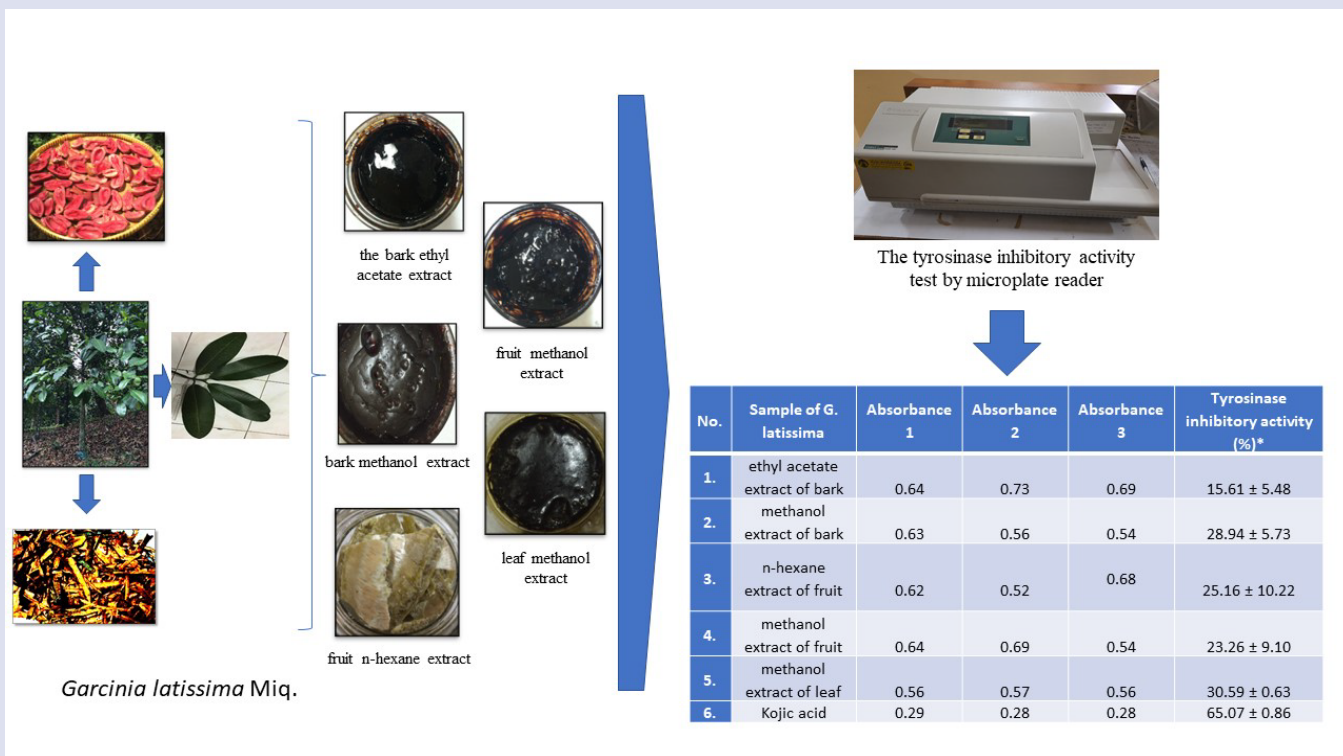 the bark ethyl
acetate extract
fruit methanol
extract
bark methanol extract
leaf methanol
extract
fruit n-hexane extract
Garcinia latissima Miq.
The tyrosinase inhibitory activity
test by microplate reader
No. Sample of G. latissima Absorbance 1 Absorbance 2 Absorbance 3 Tyrosinase inhibitory activity (%)*
1. ethyl acetate extract of bark 0.64 0.73 0.69 15.61 ± 5.48
2. methanol extract of bark 0.63 0.56 0.54 28.94 ± 5.73
3. n-hexane extract of fruit 0.62 0.52 0.68 25.16 ± 10.22
4. methanol extract of fruit 0.64 0.69 0.54 23.26 ± 9.10
5. methanol extract of leaf 0.56 0.57 0.56 30.59 ± 0.63
6. Kojic acid 0.29 0.28 0.28 65.07 ± 0.86